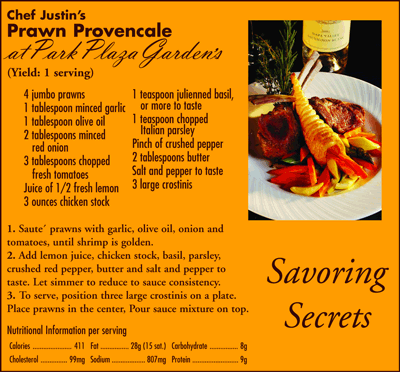 Chef Justin's
Prawn Provencale
at Park Plaza Garden's
(Yield: 1 serving)
4 jumbo prawns
1 tablespoon minced garlic
1 tablespoon olive oil
2 tablespoons minced
red onion
3 tablespoons chopped
fresh tomatoes
Juice of 1/2 fresh lemon
3 ounces chicken stock
1 teaspoon julienned basil,
or more to taste
1 teaspoon chopped
Italian parsley
Pinch of crushed pepper
2 tablespoons butter
Salt and pepper to taste
3 large crostinis
1. Saute´ prawns with garlic, olive oil, onion and
tomatoes, until shrimp is golden.
2. Add lemon juice, chicken stock, basil, parsley,
crushed red pepper, butter and salt and pepper to
taste. Let simmer to reduce to sauce consistency.
3. To serve, position three large crostinis on a plate.
Place prawns in the center, Pour sauce mixture on top.
Nutritional Information per serving
Calories ........................ 411 Fat ................ 28g (15 sat.) Carbohydrate ................ 8g
Cholesterol ................ 99mg Sodium ................ 807mg Protein .......................... 9g
Savoring
Secrets